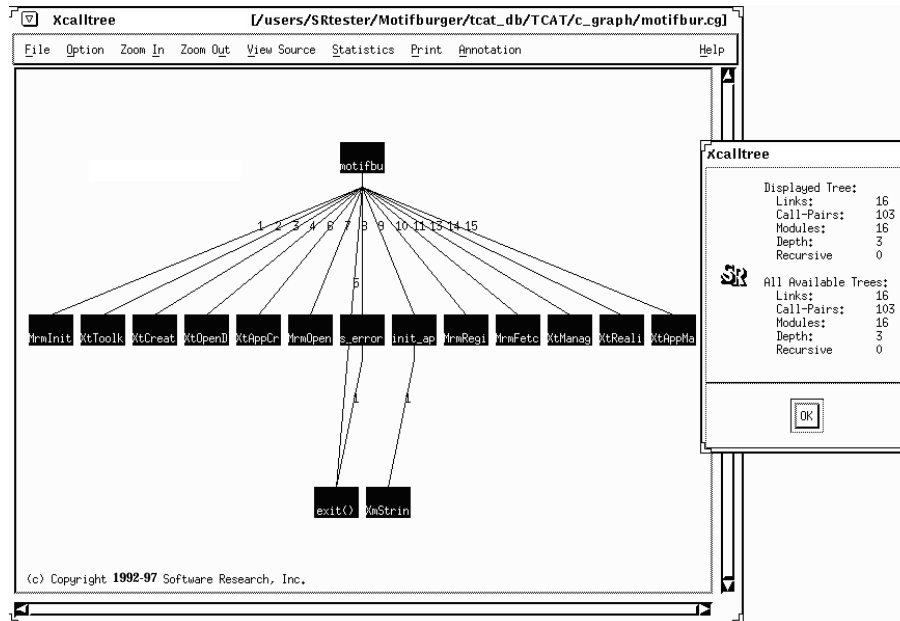 Xcalltree [/users/SRtester/Motifburger/tcat_db/TCAT/c_graph/motifbur.cg]
File Option Zoom In Zoom Out View Source Statistics Print Annotation Help
motifbu
1 2 3 4 6 7 8 9 10 11 13 14 15
5
MrmInit XtToolk XtCreat XtOpenD XtAppCr MrmOpen s_error init_ap MrmRegi MrmFetc XtManag XtReali XtAppMa
1 1
exit() XmStrin
(c) Copyright 1992-97 Software Research, Inc.
Xcalltree
Displayed Tree:
Links: 16
Call-Pairs: 103
Modules: 16
Depth: 3
Recursive 0
SR
All Available Trees:
Links: 16
Call-Pairs: 103
Modules: 16
Depth: 3
Recursive 0
OK